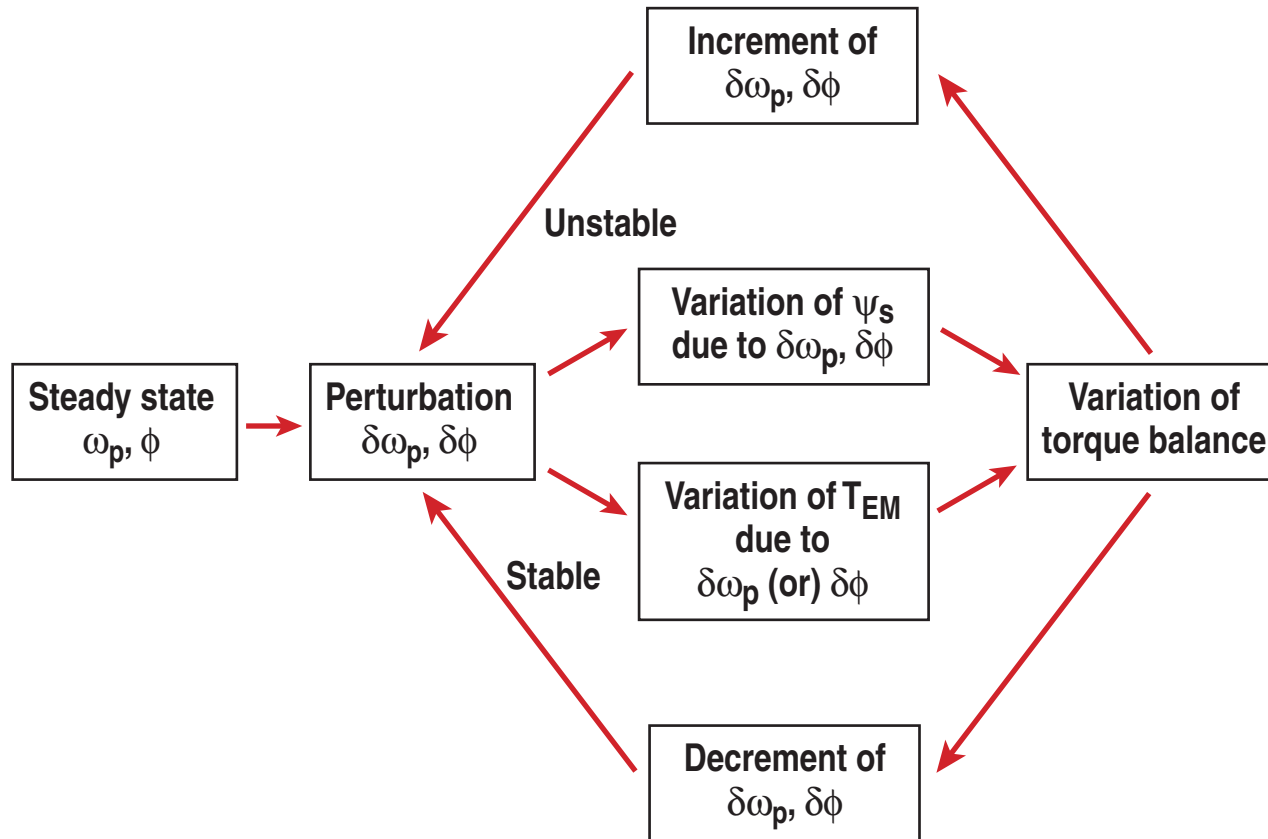 Increment of
δωp, δϕ
Unstable
Variation of ψs
due to δωp, δϕ
Steady state
ωp, ϕ
Perturbation
δωp, δϕ
Variation of
torque balance
Variation of TEM
due to
δωp (or) δϕ
Stable
Decrement of
δωp, δϕ